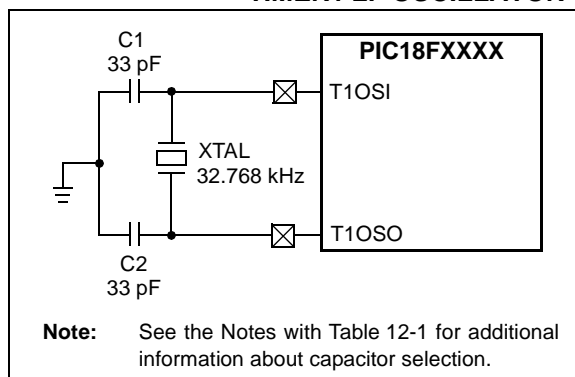 C1
33 pF
PIC18FXXXX
T1OSI
XTAL
32.768 kHz
T1OSO
C2
33 pF
Note: See the Notes with Table 12-1 for additional
information about capacitor selection.